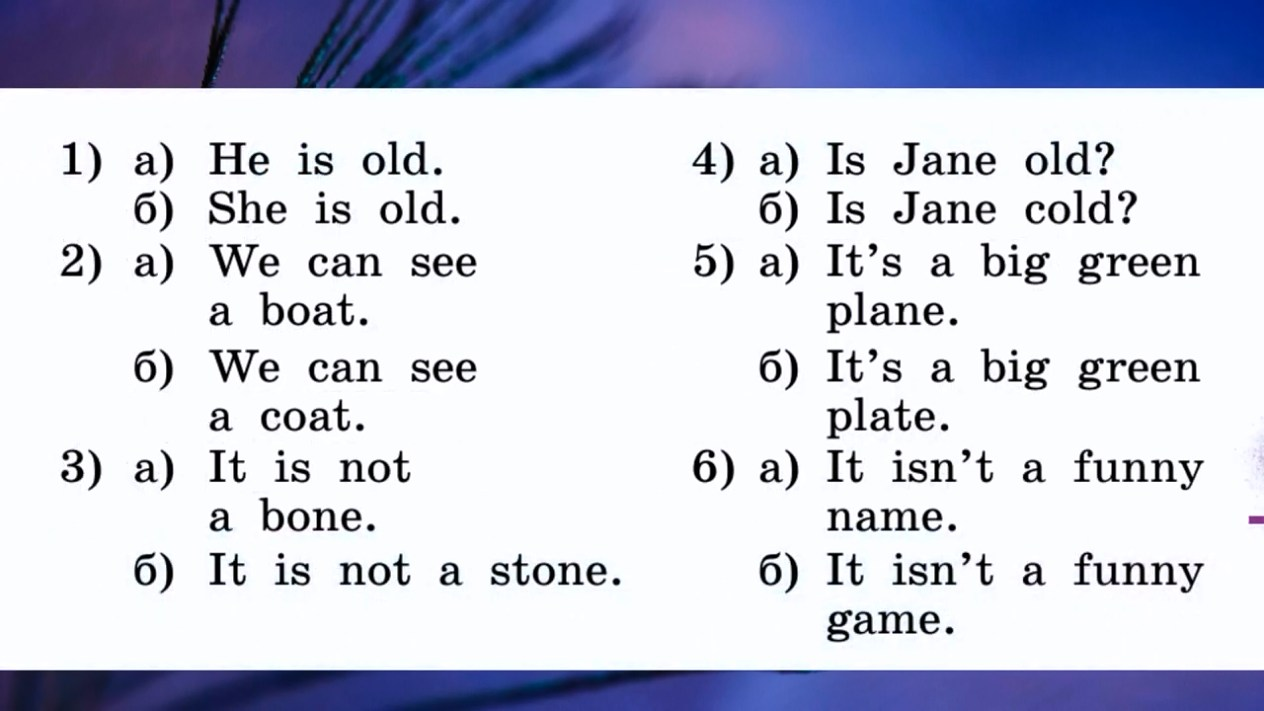 1) а) He is old.
б) She is old.
2) а) We can see
a boat.
б) We can see
a coat.
3) а) It is not
a bone.
б) It is not a stone.
4) а) Is Jane old?
б) Is Jane cold?
5) а) It’s a big green
plane.
б) It’s a big green
plate.
6) а) It isn’t a funny
name.
б) It isn’t a funny
game.